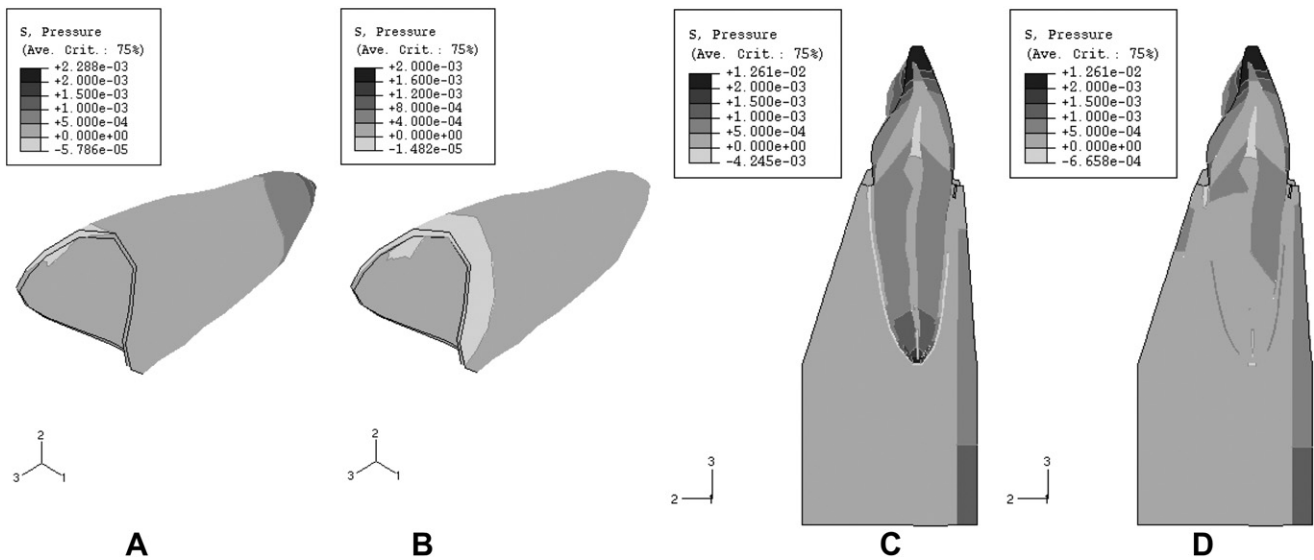 S, Pressure
(Ave. Crit.: 75%)
+2.288e-03
+2.000e-03
+1.500e-03
+1.000e-03
+5.000e-04
+0.000e+00
-5.786e-05
2
3
1
A
S, Pressure
(Ave. Crit.: 75%)
+2.000e-03
+1.600e-03
+1.200e-03
+8.000e-04
+4.000e-04
+0.000e+00
-1.482e-05
2
3
1
B
S, Pressure
(Ave. Crit.: 75%)
+1.261e-02
+2.000e-03
+1.500e-03
+1.000e-03
+5.000e-04
+0.000e+00
-4.245e-03
3
2
1
C
S, Pressure
(Ave. Crit.: 75%)
+1.261e-02
+2.000e-03
+1.500e-03
+1.000e-03
+5.000e-04
+0.000e+00
-6.658e-04
3
2
1
D